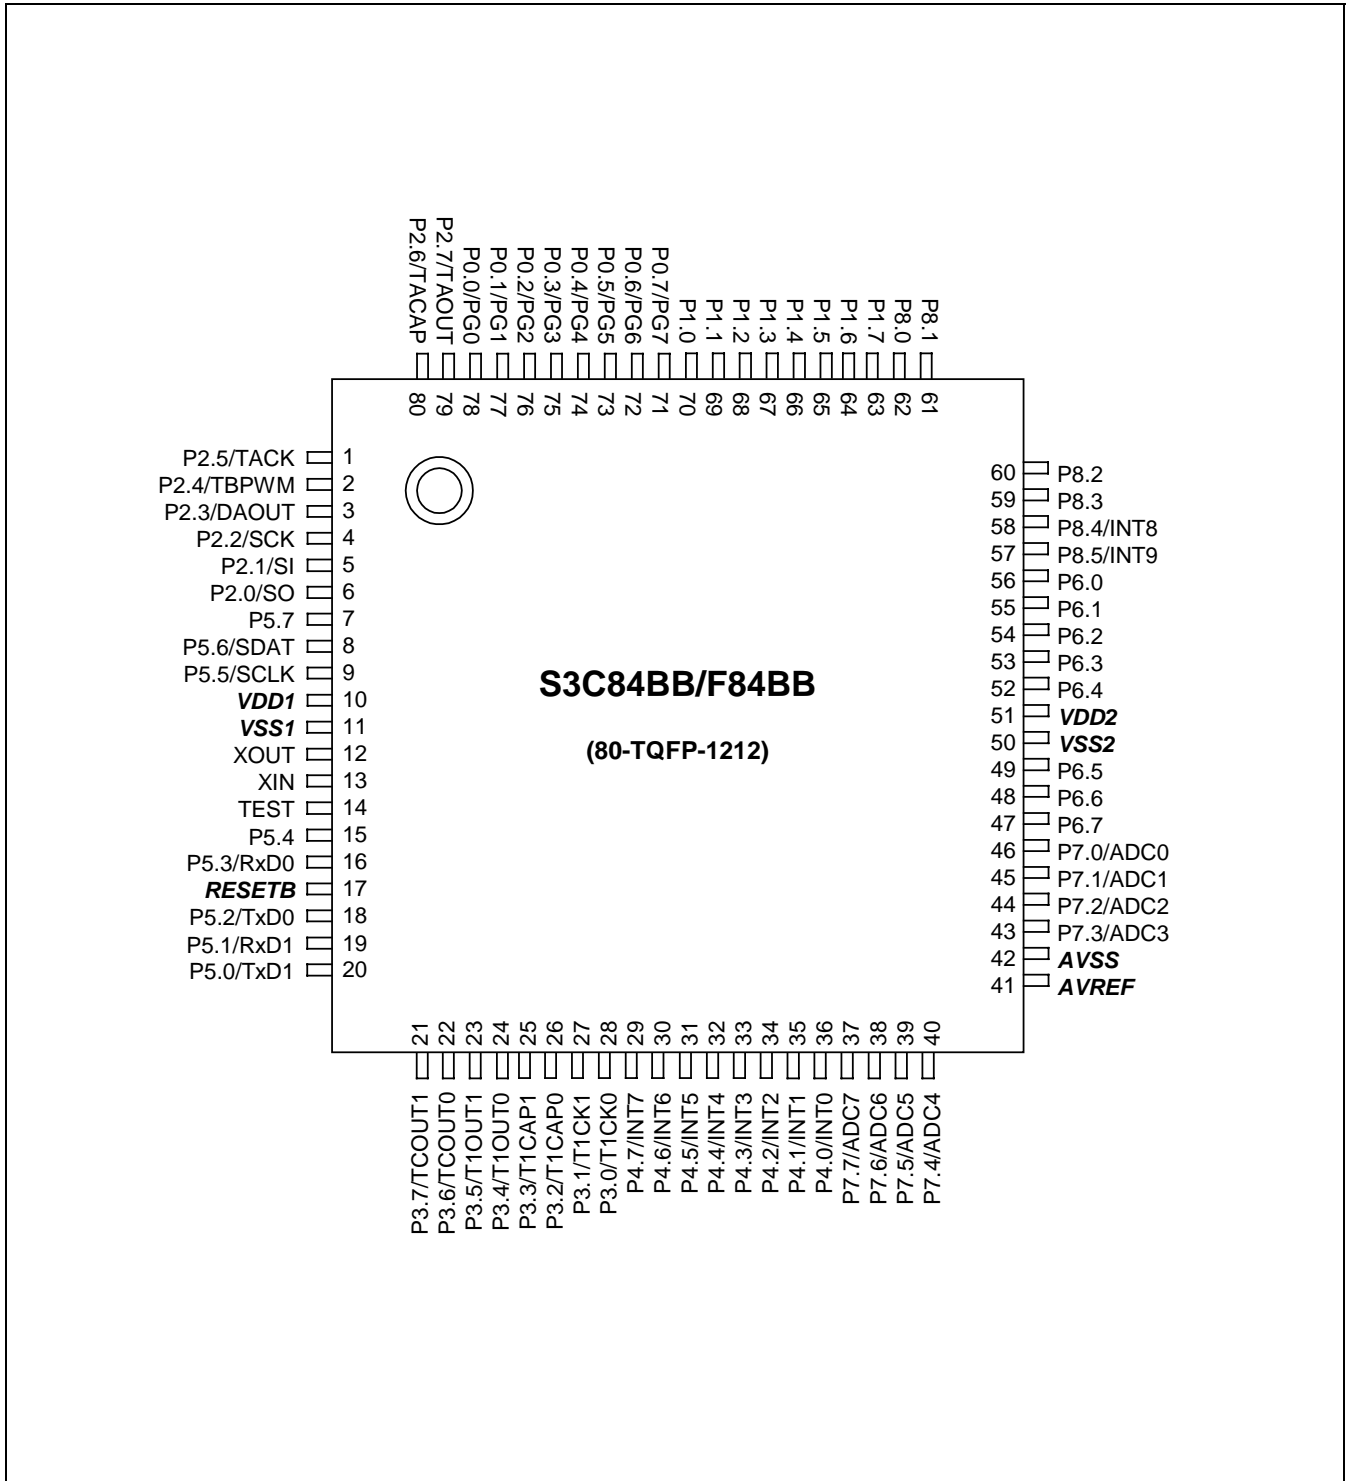 P2.6/TACAP
P2.7/TAOUT
P0.0/PG0
P0.1/PG1
P0.2/PG2
P0.3/PG3
P0.4/PG4
P0.5/PG5
P0.6/PG6
P0.7/PG7
P1.0
P1.1
P1.2
P1.3
P1.4
P1.5
P1.6
P1.7
P8.0
P8.1
80
79
78
77
76
75
74
73
72
71
70
69
68
67
66
65
64
63
62
61
P2.5/TACK 1
P2.4/TBPWM 2
P2.3/DAOUT 3
P2.2/SCK 4
P2.1/SI 5
P2.0/SO 6
P5.7 7
P5.6/SDAT 8
P5.5/SCLK 9
VDD1 10
VSS1 11
XOUT 12
XIN 13
TEST 14
P5.4 15
P5.3/RxD0 16
RESETB 17
P5.2/TxD0 18
P5.1/RxD1 19
P5.0/TxD1 20
S3C84BB/F84BB
(80-TQFP-1212)
60 P8.2
59 P8.3
58 P8.4/INT8
57 P8.5/INT9
56 P6.0
55 P6.1
54 P6.2
53 P6.3
52 P6.4
51 VDD2
50 VSS2
49 P6.5
48 P6.6
47 P6.7
46 P7.0/ADC0
45 P7.1/ADC1
44 P7.2/ADC2
43 P7.3/ADC3
42 AVSS
41 AVREF
21
22
23
24
25
26
27
28
29
30
31
32
33
34
35
36
37
38
39
40
P3.7/TCOUT1
P3.6/TCOUT0
P3.5/T1OUT1
P3.4/T1OUT0
P3.3/T1CAP1
P3.2/T1CAP0
P3.1/T1CK1
P3.0/T1CK0
P4.7/INT7
P4.6/INT6
P4.5/INT5
P4.4/INT4
P4.3/INT3
P4.2/INT2
P4.1/INT1
P4.0/INT0
P7.7/ADC7
P7.6/ADC6
P7.5/ADC5
P7.4/ADC4